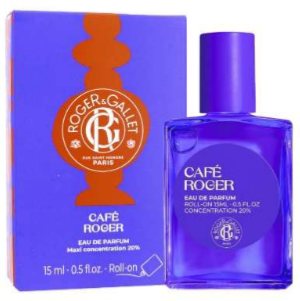 ROGER & GALLET
RG
RUE SAINT HONORÉ
PARIS
CAFÉ
ROGER
EAU DE PARFUM
Maxi concentration 20%
15 ml - 0.5 fl.oz. - Roll-on
CAFÉ
ROGER
EAU DE PARFUM
ROLL-ON 15ML - 0.5 FL.OZ
CONCENTRATION 20%